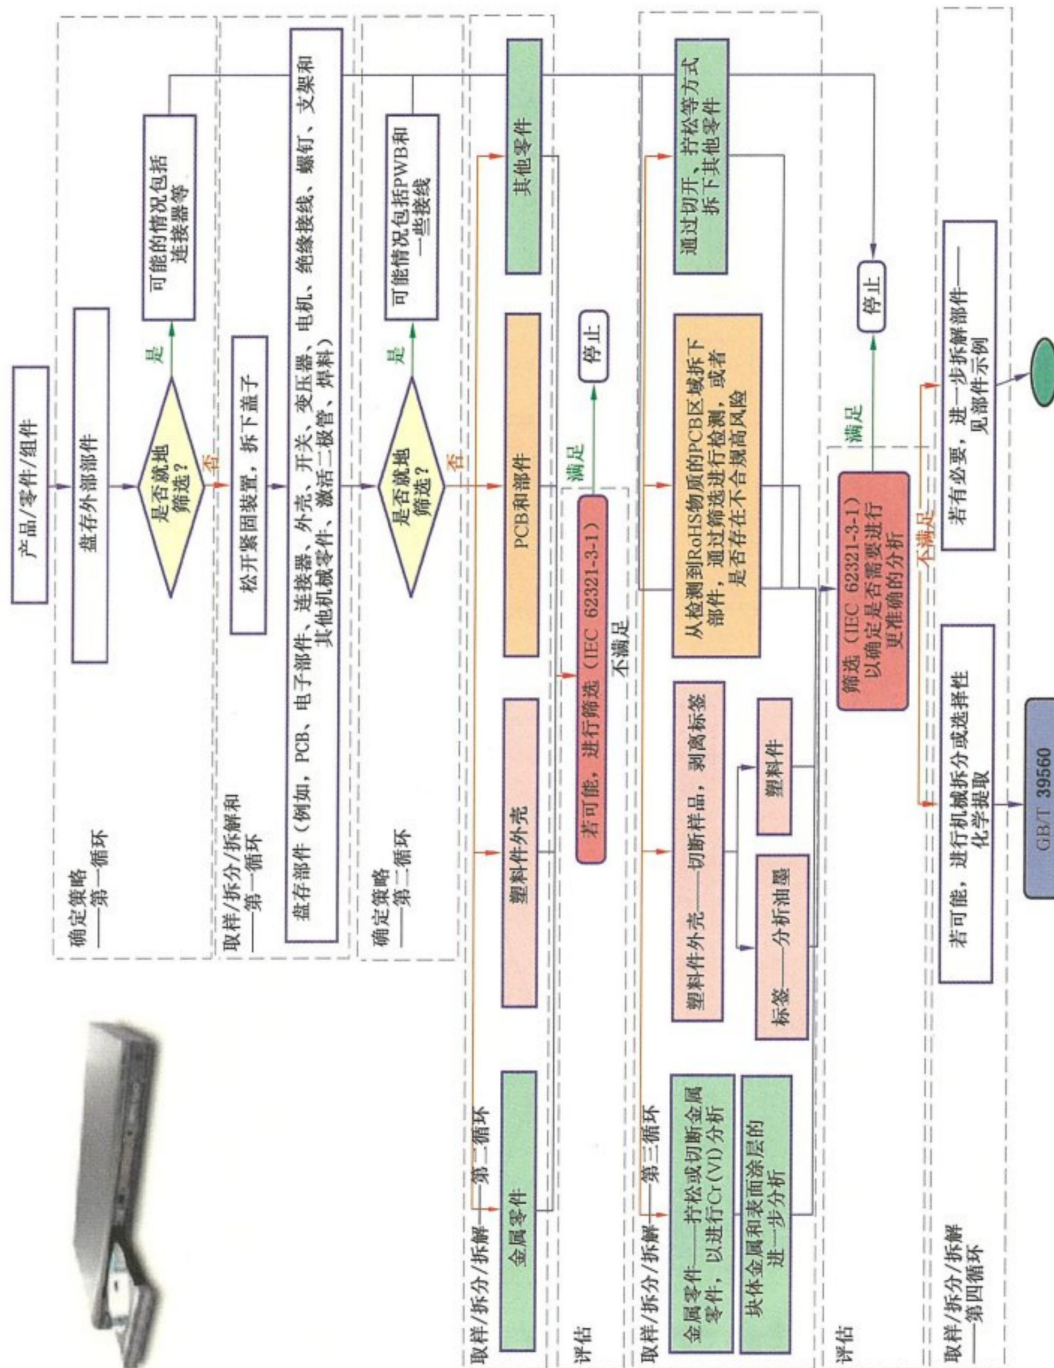 产品/零件/组件
确定策略
——第一循环
盘存外部部件
是否就地
筛选?
是
可能的情况包括
连接器等
否
取样/拆分/拆解和
——第一循环
松开紧固装置，拆下盖子
盘存部件（例如，PCB、电子部件、连接器、外壳、开关、变压器、电机、绝缘接线、螺钉、支架和
其他机械零件、激活二极管、焊料）
确定策略
——第二循环
是否就地
筛选?
是
可能情况包括PWB和
一些接线
否
取样/拆分/拆解——第二循环
金属零件
塑料件外壳
PCB和部件
其他零件
评估
若可能，进行筛选（IEC 62321-3-1）
满足
停止
不满足
取样/拆分/拆解——第三循环
金属零件——拧松或切断金属
零件，以进行Cr(VI)分析
块体金属和表面涂层的
进一步分析
塑料件外壳——切断样品，剥离标签
标签——分析油墨
塑料件
从检测到RoHS物质的PCB区域拆下
部件，通过筛选进行检测，或者
是否存在不合规高风险
通过切开、拧松等方式
拆下其他零件
评估
筛选（IEC 62321-3-1）
以确定是否需要进行
更准确的分析
满足
停止
不满足
取样/拆分/拆解
——第四循环
若可能，进行机械拆分或选择性
化学提取
若有必要，进一步拆解部件——
见部件示例
GB/T 39560